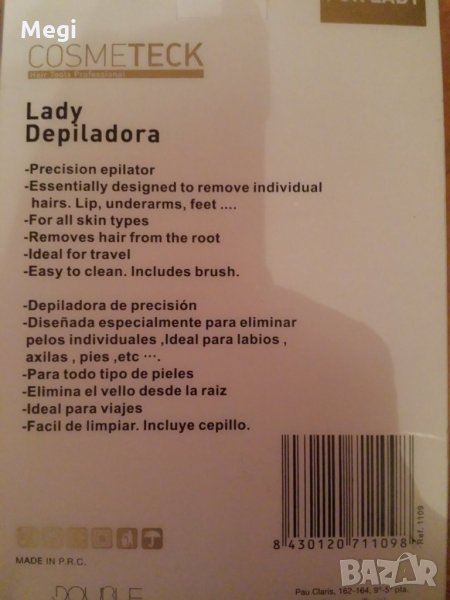 Megi
FOR LADY
COSMETECK
Hair Tools Professional
Lady
Depiladora
-Precision epilator
-Essentially designed to remove individual
hairs. Lip, underarms, feet ....
-For all skin types
-Removes hair from the root
-Ideal for travel
-Easy to clean. Includes brush.
-Depiladora de precisión
-Diseñada especialmente para eliminar
pelos individuales ,Ideal para labios ,
axilas , pies ,etc ···.
-Para todo tipo de pieles
-Elimina el vello desde la raiz
-Ideal para viajes
-Facil de limpiar. Incluye cepillo.
Ref. 1109
8 430120 711098
MADE IN P.R.C.
DOUBLE
Pau Claris, 162-164, 9º-5ª pta.
BAZAR